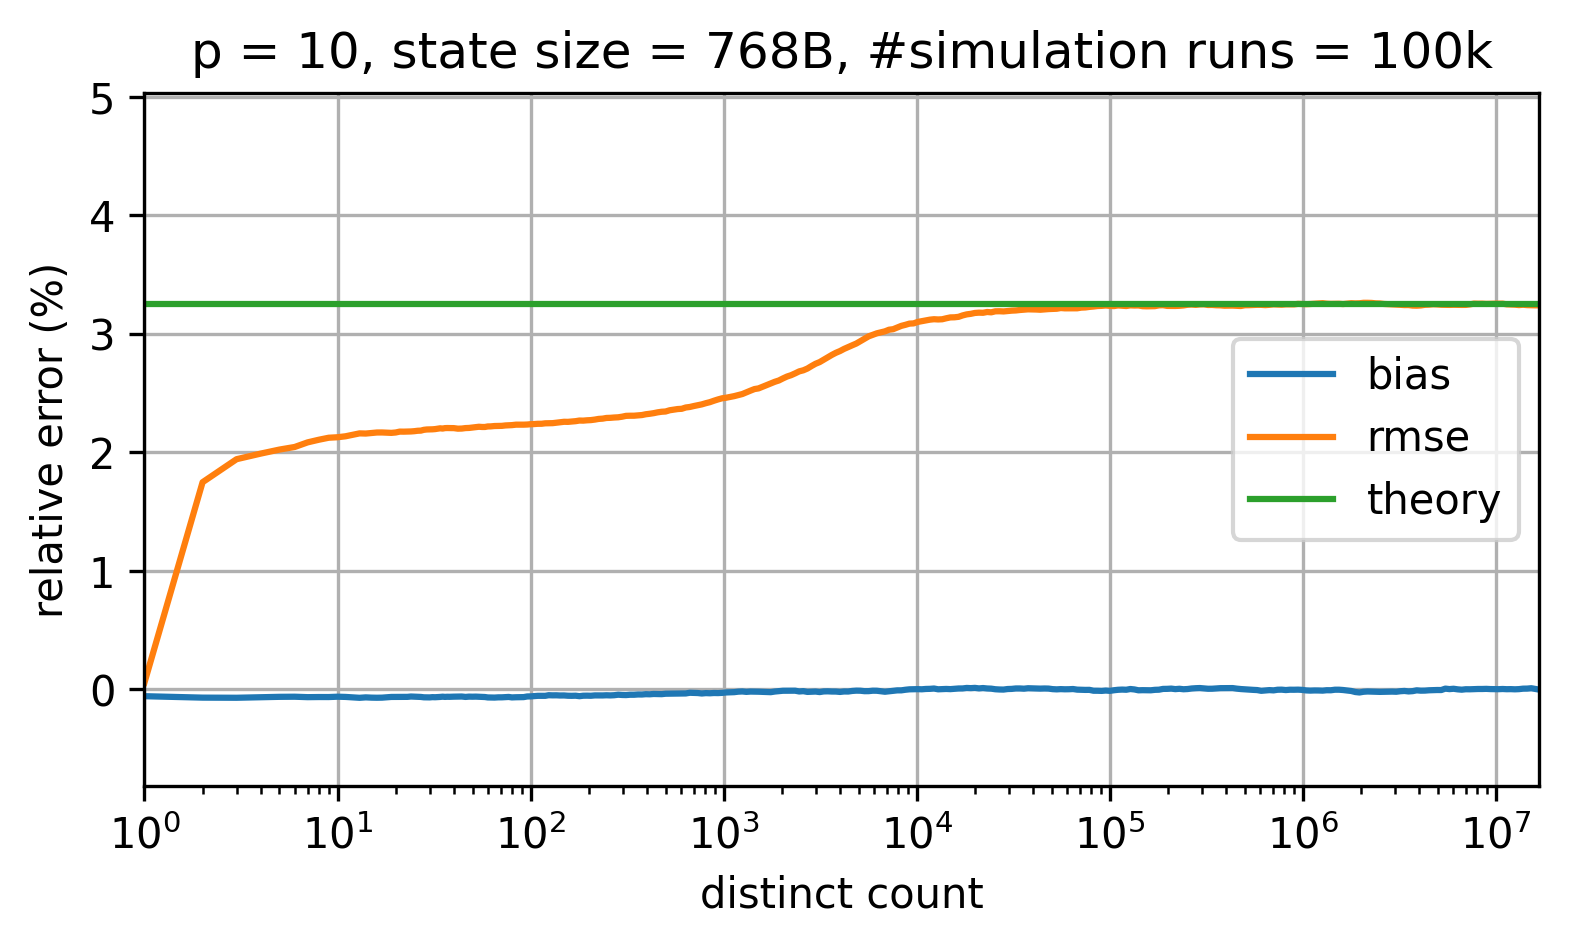 p = 10, state size = 768B, #simulation runs = 100k
5
4
3
2
1
0
relative error (%)
bias
rmse
theory
10⁰ 10¹ 10² 10³ 10⁴ 10⁵ 10⁶ 10⁷
distinct count